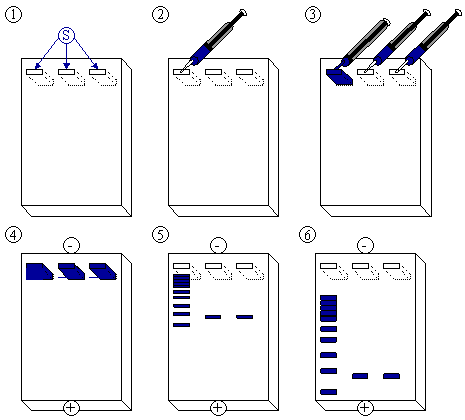 ① ② ③
S
④ ⑤ ⑥
- - -
+ + +